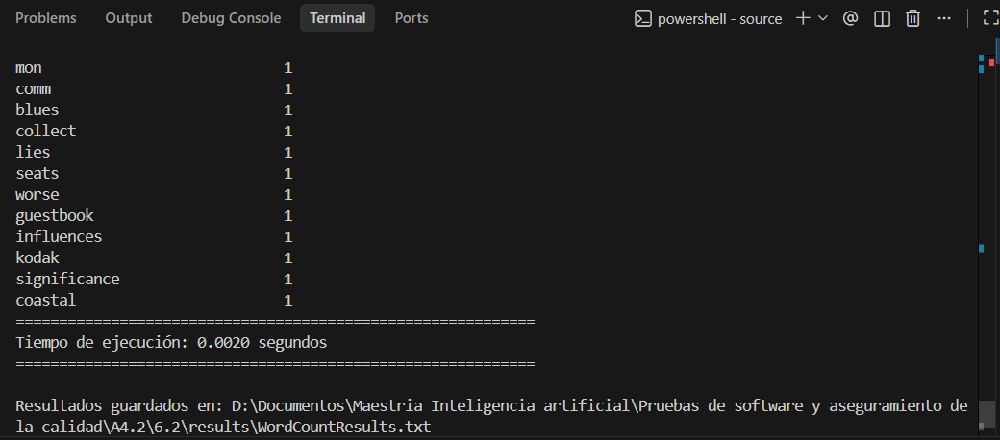 Problems Output Debug Console Terminal Ports powershell - source
mon 1
comm 1
blues 1
collect 1
lies 1
seats 1
worse 1
guestbook 1
influences 1
kodak 1
significance 1
coastal 1
============================================================
Tiempo de ejecución: 0.0020 segundos
============================================================
Resultados guardados en: D:\Documentos\Maestria Inteligencia artificial\Pruebas de software y aseguramiento de
la calidad\A4.2\6.2\results\WordCountResults.txt